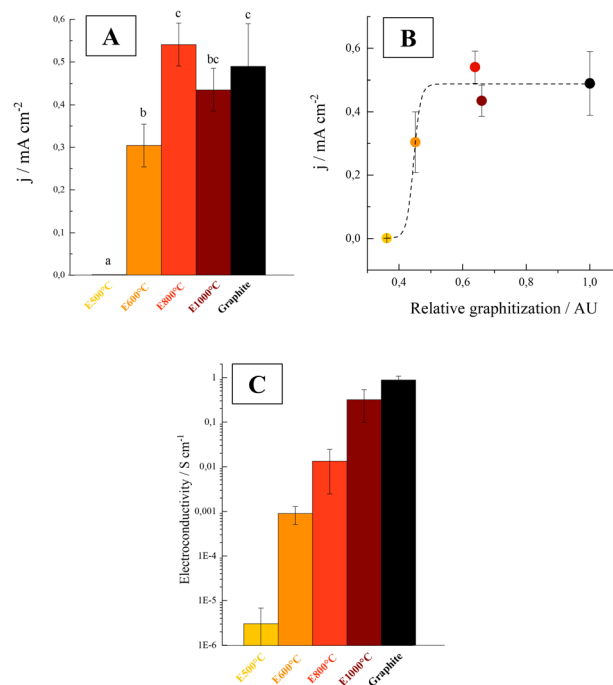 A
j / mA cm-2
0,6
0,5
0,4
0,3
0,2
0,1
0,0
a
b
c
bc
c
E500°C
E600°C
E800°C
E1000°C
Graphite
B
j / mA cm-2
0,6
0,4
0,2
0,0
0,4
0,6
0,8
1,0
Relative graphitization / AU
C
Electroconductivity / S cm-1
1
0,1
0,01
0,001
1E-4
1E-5
1E-6
E500°C
E600°C
E800°C
E1000°C
Graphite